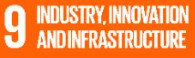 9 INDUSTRY, INNOVATION
AND INFRASTRUCTURE